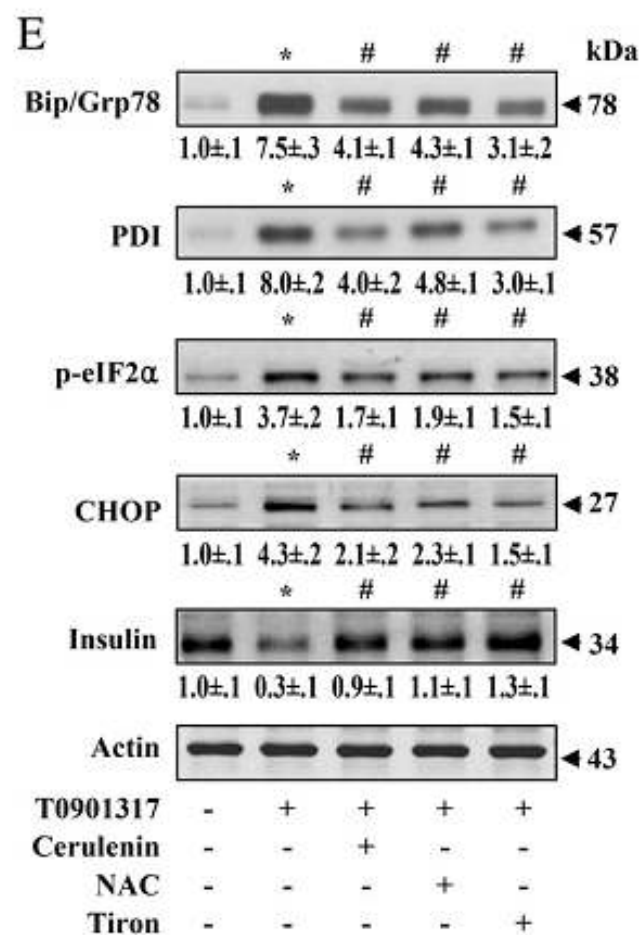 E
* # # # kDa
Bip/Grp78 78
1.0±.1 7.5±.3 4.1±.1 4.3±.1 3.1±.2
* # # #
PDI 57
1.0±.1 8.0±.2 4.0±.2 4.8±.1 3.0±.1
* # # #
p-eIF2α 38
1.0±.1 3.7±.2 1.7±.1 1.9±.1 1.5±.1
* # # #
CHOP 27
1.0±.1 4.3±.2 2.1±.2 2.3±.1 1.5±.1
* # # #
Insulin 34
1.0±.1 0.3±.1 0.9±.1 1.1±.1 1.3±.1
Actin 43
T0901317 - + + + +
Cerulenin - - + - -
NAC - - - + -
Tiron - - - - +